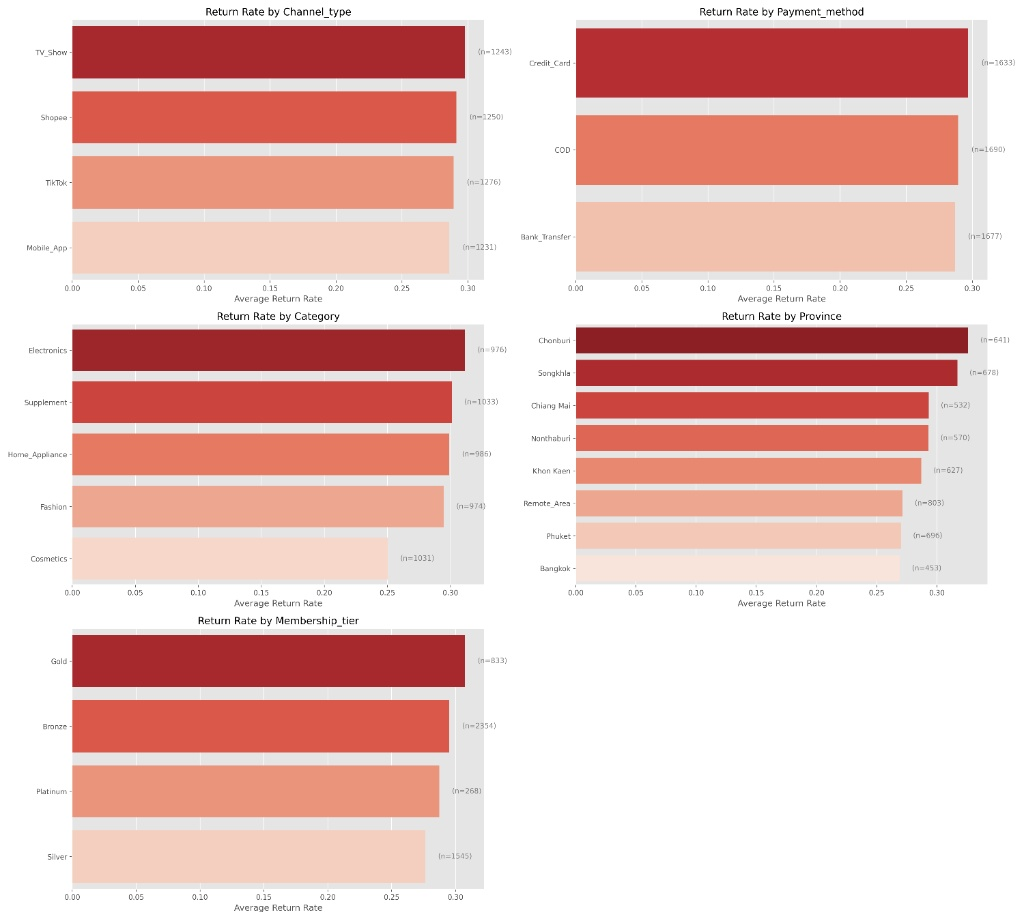 Return Rate by Channel_type
TV_Show
(n=1243)
Shopee
(n=1250)
TikTok
(n=1276)
Mobile_App
(n=1231)
0.00 0.05 0.10 0.15 0.20 0.25 0.30
Average Return Rate
Return Rate by Payment_method
Credit_Card
(n=1633)
COD
(n=1690)
Bank_Transfer
(n=1677)
0.00 0.05 0.10 0.15 0.20 0.25 0.30
Average Return Rate
Return Rate by Category
Electronics
(n=976)
Supplement
(n=1033)
Home_Appliance
(n=986)
Fashion
(n=974)
Cosmetics
(n=1031)
0.00 0.05 0.10 0.15 0.20 0.25 0.30
Average Return Rate
Return Rate by Province
Chonburi
(n=641)
Songkhla
(n=678)
Chiang Mai
(n=532)
Nonthaburi
(n=570)
Khon Kaen
(n=627)
Remote_Area
(n=803)
Phuket
(n=696)
Bangkok
(n=453)
0.00 0.05 0.10 0.15 0.20 0.25 0.30
Average Return Rate
Return Rate by Membership_tier
Gold
(n=833)
Bronze
(n=2354)
Platinum
(n=268)
Silver
(n=1545)
0.00 0.05 0.10 0.15 0.20 0.25 0.30
Average Return Rate